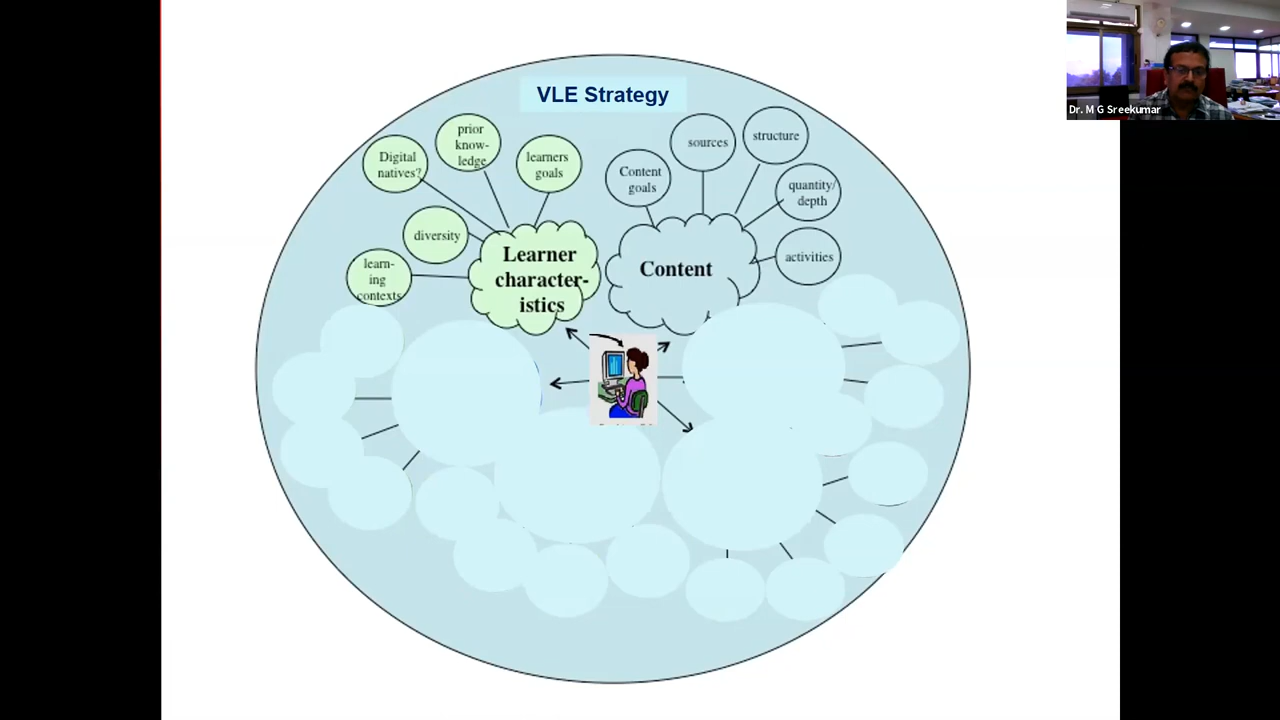 VLE Strategy
Dr. M G Sreekumar
Digital
natives?
prior
know-
ledge
learners
goals
diversity
learn-
ing
contexts
Learner
character-
istics
Content
goals
sources
structure
quantity/
depth
activities
Content